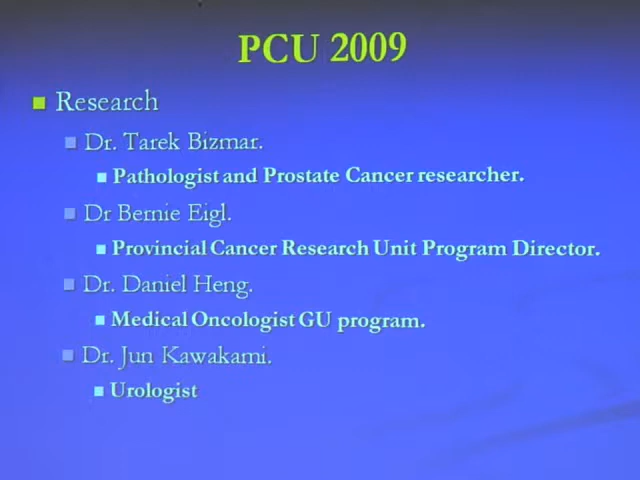 PCU 2009
Research
Dr. Tarek Bizmar.
Pathologist and Prostate Cancer researcher.
Dr Bernie Eigl.
Provincial Cancer Research Unit Program Director.
Dr. Daniel Heng.
Medical Oncologist GU program.
Dr. Jun Kawakami.
Urologist